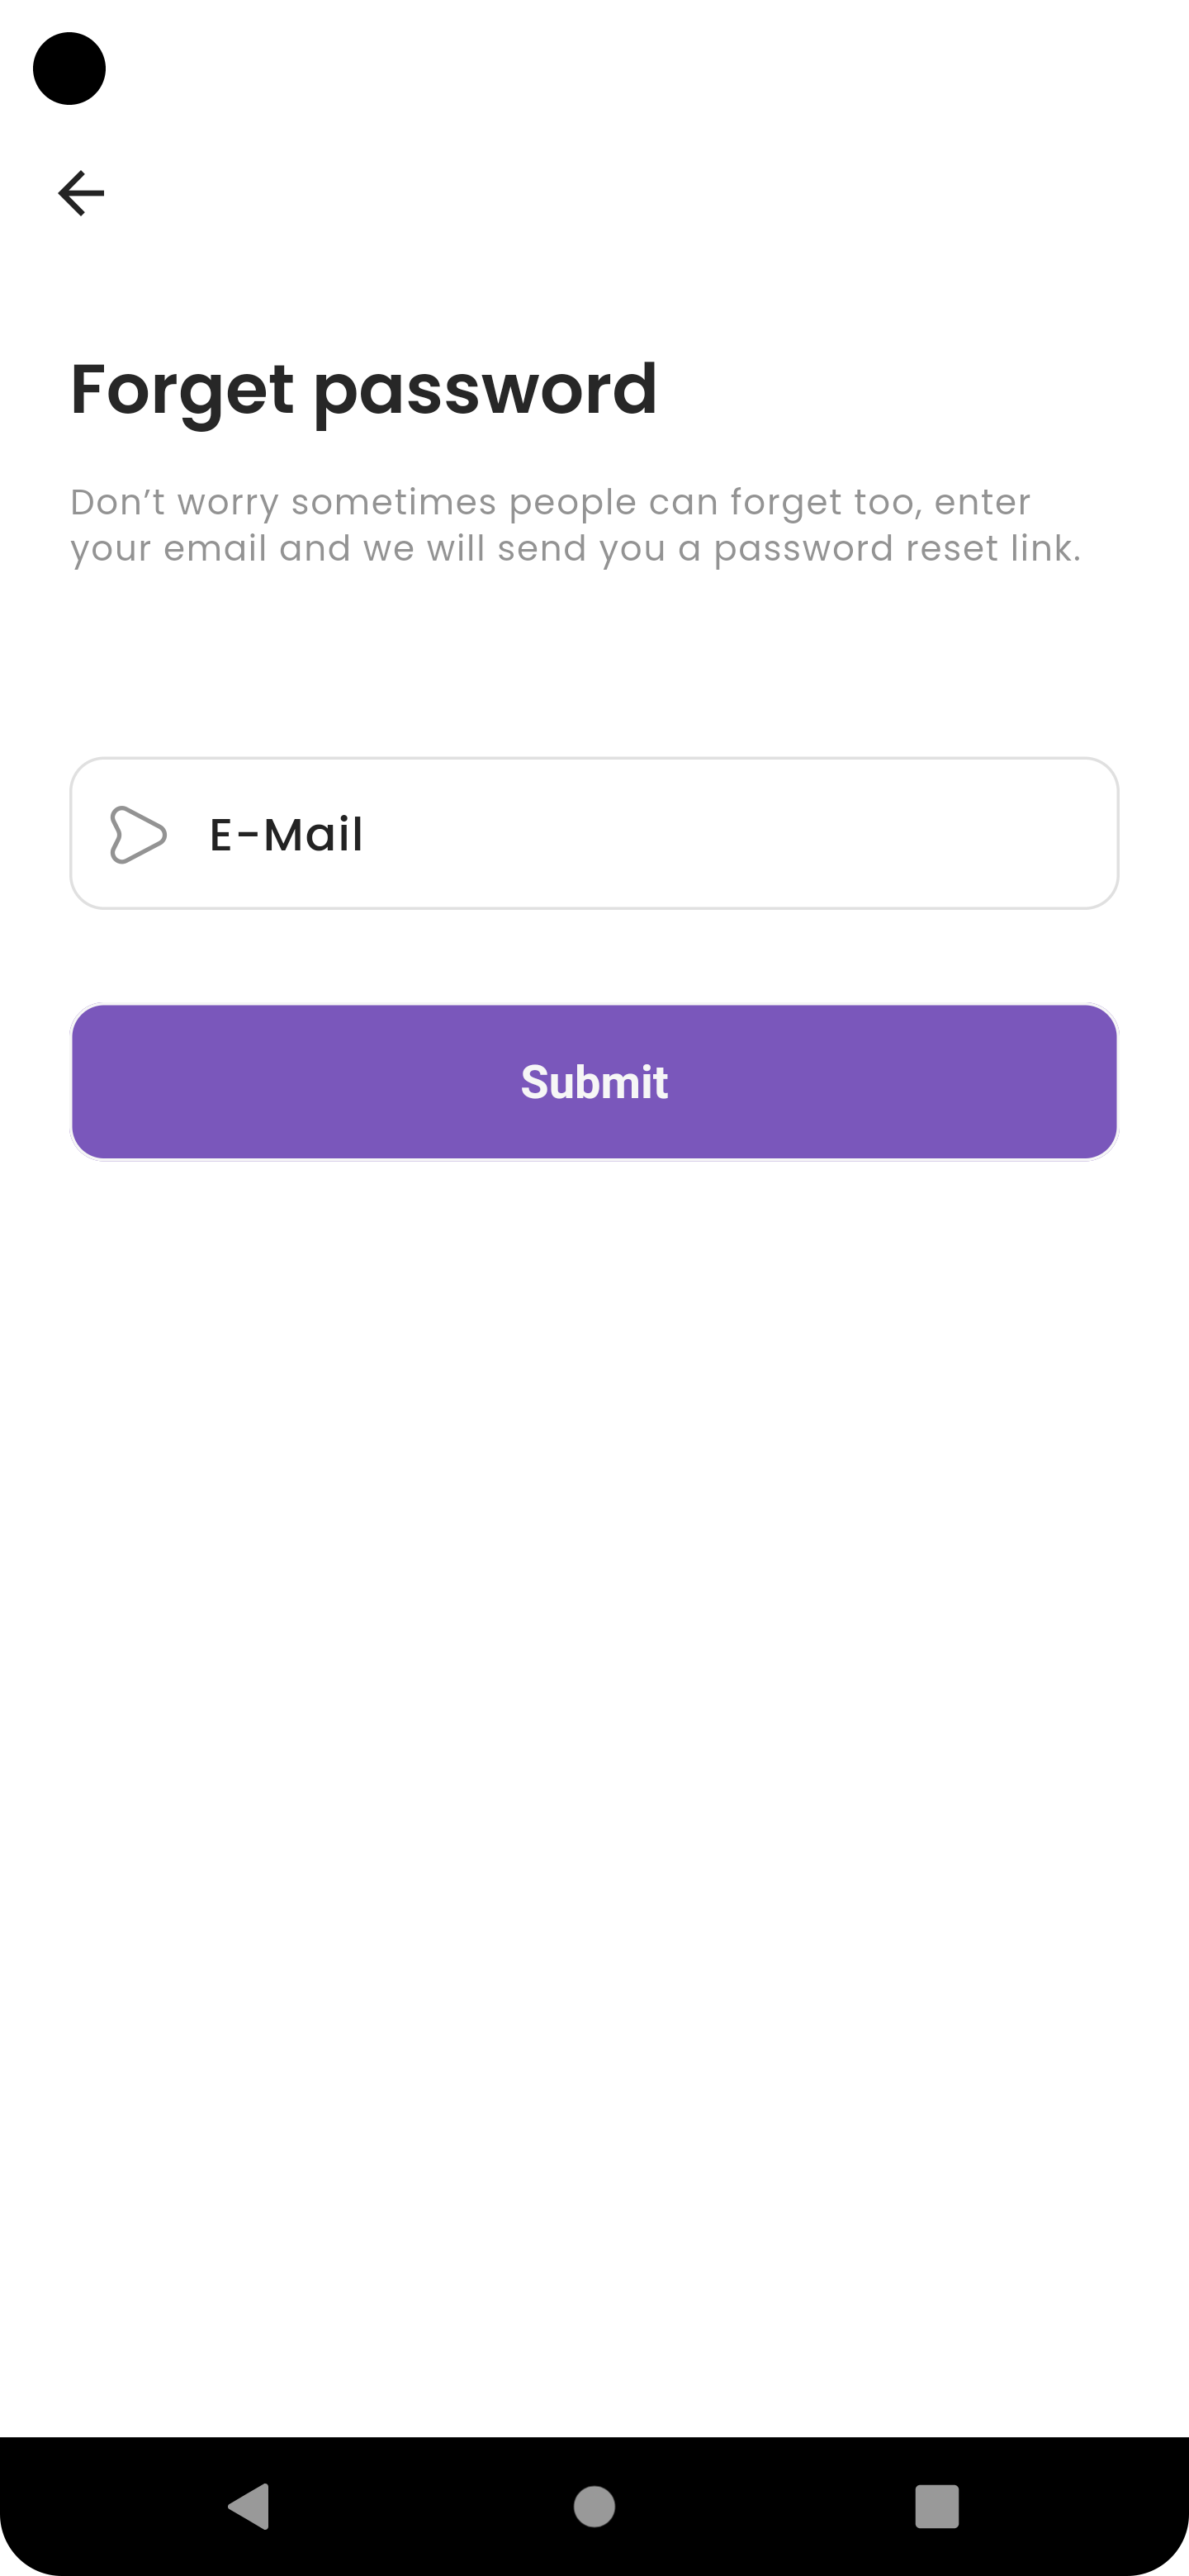 Forget password
Don’t worry sometimes people can forget too, enter
your email and we will send you a password reset link.
E-Mail
Submit